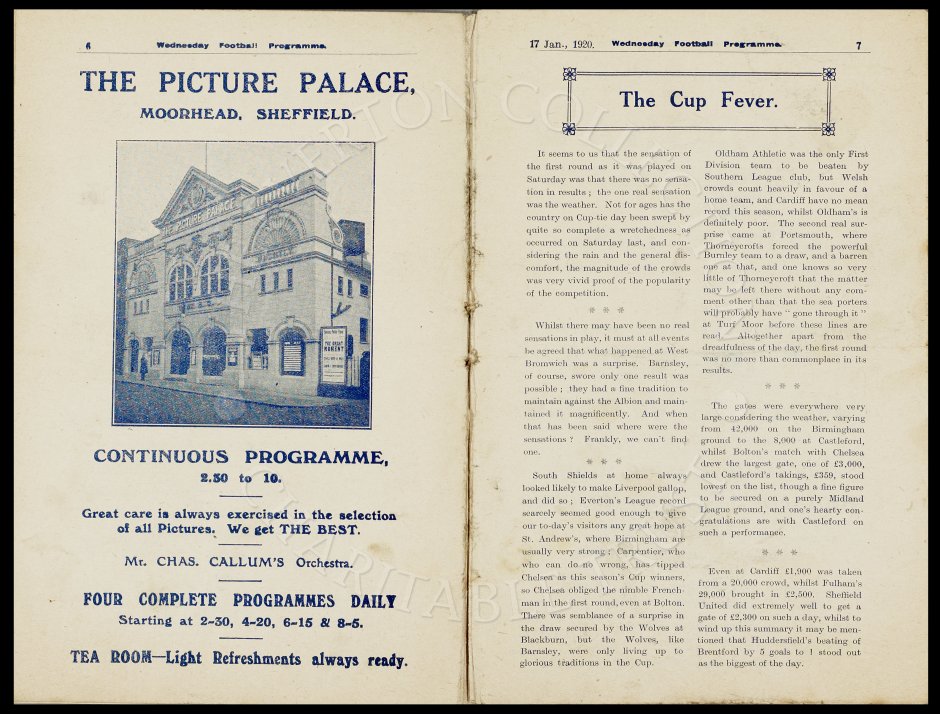 6 Wednesday Football Programme.
THE PICTURE PALACE,
MOORHEAD, SHEFFIELD.
THE PICTURE PALACE
CONTINUOUS PROGRAMME,
2.30 to 10.
Great care is always exercised in the selection
of all Pictures. We get THE BEST.
Mr. CHAS. CALLUM'S Orchestra.
FOUR COMPLETE PROGRAMMES DAILY
Starting at 2-30, 4-20, 6-15 & 8-5.
TEA ROOM—Light Refreshments always ready.
17 Jan., 1920. Wednesday Football Programme. 7
The Cup Fever.
It seems to us that the sensation of
the first round as it was played on
Saturday was that there was no sensa-
tion in results; the one real sensation
was the weather. Not for ages has the
country on Cup-tie day been swept by
quite so complete a wretchedness as
occurred on Saturday last, and con-
sidering the rain and the general dis-
comfort, the magnitude of the crowds
was very vivid proof of the popularity
of the competition.
* * *
Whilst there may have been no real
sensations in play, it must at all events
be agreed that what happened at West
Bromwich was a surprise. Barnsley,
of course, swore only one result was
possible; they had a fine tradition to
maintain against the Albion and main-
tained it magnificently. And when
that has been said where were the
sensations? Frankly, we can't find
one.
* * *
South Shields at home always
looked likely to make Liverpool gallop,
and did so; Everton's League record
scarcely seemed good enough to give
our to-day's visitors any great hope at
St. Andrew's, where Birmingham are
usually very strong; Carpentier, who
who can do no wrong, has tipped
Chelsea as this season's Cup winners,
so Chelsea obliged the nimble French-
man in the first round, even at Bolton.
There was semblance of a surprise in
the draw secured by the Wolves at
Blackburn, but the Wolves, like
Barnsley, were only living up to
glorious traditions in the Cup.
Oldham Athletic was the only First
Division team to be beaten by
Southern League club, but Welsh
crowds count heavily in favour of a
home team, and Cardiff have no mean
record this season, whilst Oldham's is
definitely poor. The second real sur-
prise came at Portsmouth, where
Thorneycrofts forced the powerful
Burnley team to a draw, and a barren
one at that, and one knows so very
little of Thorneycroft that the matter
may be left there without any com-
ment other than that the sea porters
will probably have "gone through it"
at Turf Moor before these lines are
read. Altogether apart from the
dreadfulness of the day, the first round
was no more than commonplace in its
results.
* * *
The gates were everywhere very
large considering the weather, varying
from 42,000 on the Birmingham
ground to the 8,000 at Castleford,
whilst Bolton's match with Chelsea
drew the largest gate, one of £3,000,
and Castleford's takings, £359, stood
lowest on the list, though a fine figure
to be secured on a purely Midland
League ground, and one's hearty con-
gratulations are with Castleford on
such a performance.
* * *
Even at Cardiff £1,900 was taken
from a 20,000 crowd, whilst Fulham's
29,000 brought in £2,500. Sheffield
United did extremely well to get a
gate of £2,300 on such a day, whilst to
wind up this summary it may be men-
tioned that Huddersfield's beating of
Brentford by 5 goals to 1 stood out
as the biggest of the day.